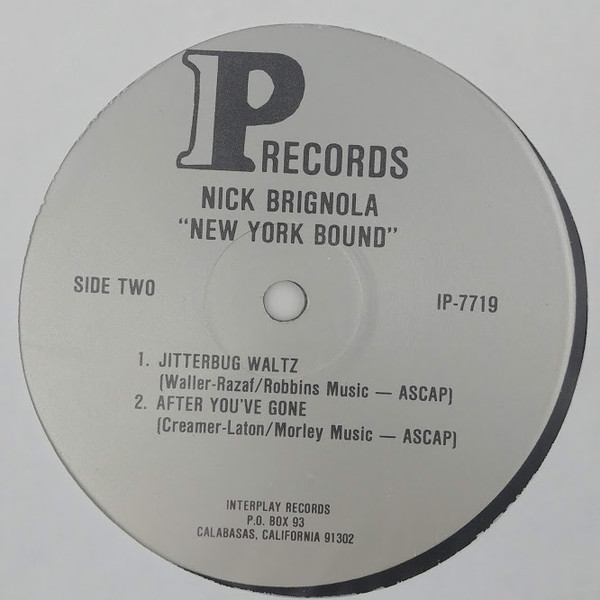 P RECORDS
NICK BRIGNOLA
“NEW YORK BOUND”
SIDE TWO
IP-7719
1. JITTERBUG WALTZ
(Waller-Razaf/Robbins Music — ASCAP)
2. AFTER YOU'VE GONE
(Creamer-Laton/Morley Music — ASCAP)
INTERPLAY RECORDS
P.O. BOX 93
CALABASAS, CALIFORNIA 91302